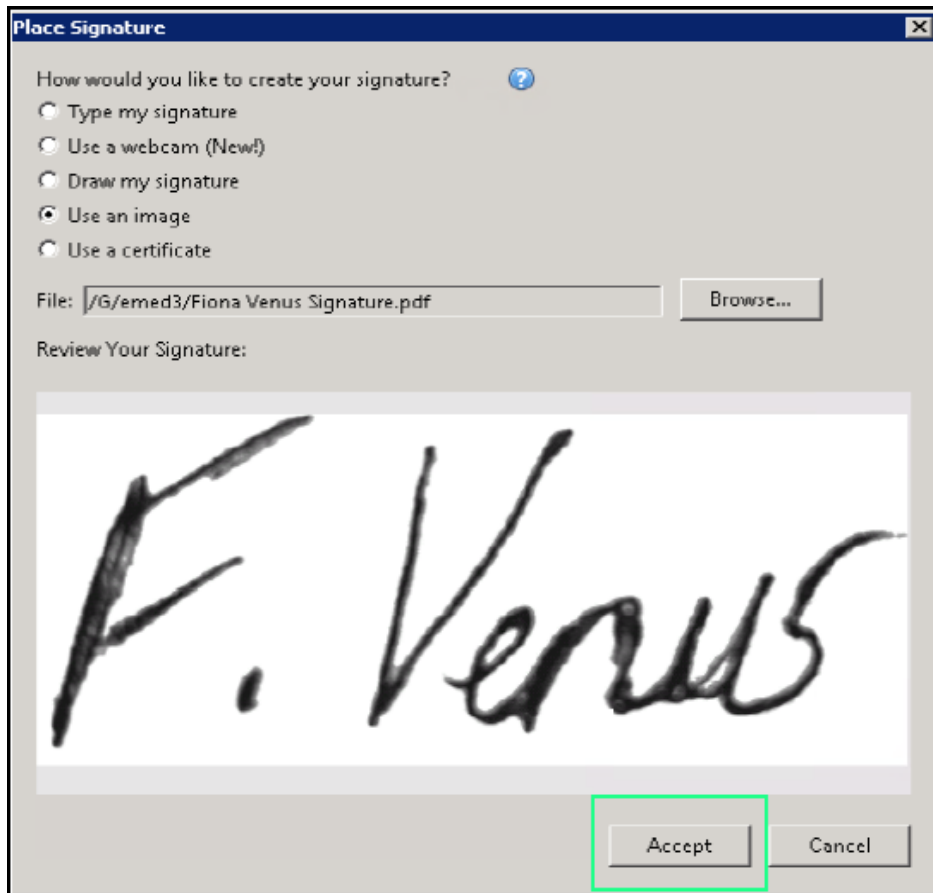 Place Signature
How would you like to create your signature?
Type my signature
Use a webcam (New!)
Draw my signature
Use an image
Use a certificate
File: /G/emed3/Fiona Venus Signature.pdf Browse...
Review Your Signature:
F. Venus
Accept Cancel